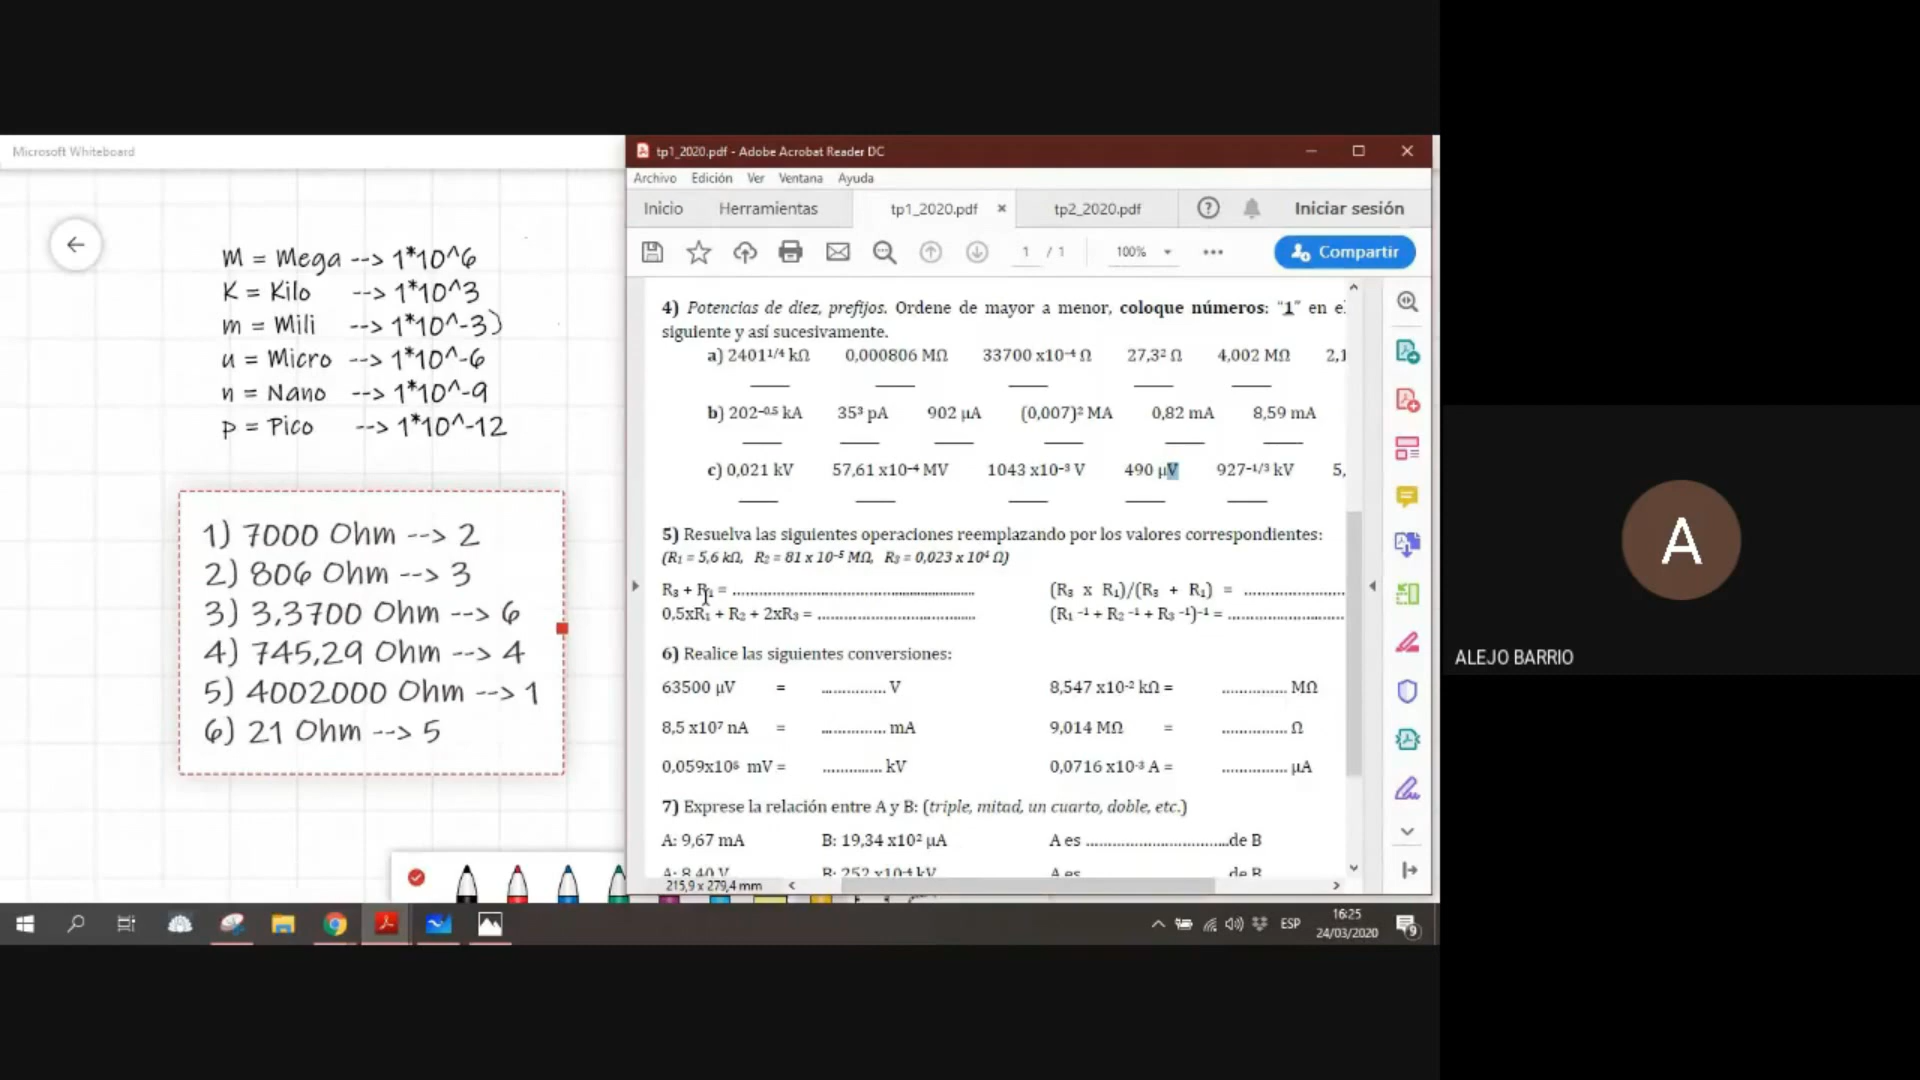 Microsoft Whiteboard
M = Mega --> 1*10^6
K = Kilo --> 1*10^3
m = Mili --> 1*10^-3)
u = Micro --> 1*10^-6
n = Nano --> 1*10^-9
p = Pico --> 1*10^-12
1) 7000 Ohm --> 2
2) 806 Ohm --> 3
3) 3,3700 Ohm --> 6
4) 745,29 Ohm --> 4
5) 4002000 Ohm --> 1
6) 21 Ohm --> 5
tp1_2020.pdf - Adobe Acrobat Reader DC
Archivo Edición Ver Ventana Ayuda
Inicio Herramientas tp1_2020.pdf × tp2_2020.pdf Iniciar sesión
1 / 1 100% Compartir
4) Potencias de diez, prefijos. Ordene de mayor a menor, coloque números: “1” en el
siguiente y así sucesivamente.
a) 2401¹/⁴ kΩ 0,000806 MΩ 33700 x10⁻⁴ Ω 27,3² Ω 4,002 MΩ 2,1
b) 202⁻⁰·⁵ kA 35³ pA 902 µA (0,007)² MA 0,82 mA 8,59 mA
c) 0,021 kV 57,61 x10⁻⁴ MV 1043 x10⁻³ V 490 µV 927⁻¹/³ kV 5,
5) Resuelva las siguientes operaciones reemplazando por los valores correspondientes:
(R₁ = 5,6 kΩ, R₂ = 81 x 10⁻⁵ MΩ, R₃ = 0,023 x 10⁴ Ω)
R₃ + R₁ = ........................ (R₃ x R₁)/(R₃ + R₁) = ....................
0,5xR₁ + R₂ + 2xR₃ = ........................ (R₁ ⁻¹ + R₂ ⁻¹ + R₃ ⁻¹)⁻¹ = ........................
6) Realice las siguientes conversiones:
63500 µV = .............. V 8,547 x10⁻² kΩ = .............. MΩ
8,5 x10⁷ nA = .............. mA 9,014 MΩ = .............. Ω
0,059x10⁶ mV = ............. kV 0,0716 x10⁻³ A = .............. µA
7) Exprese la relación entre A y B: (triple, mitad, un cuarto, doble, etc.)
A: 9,67 mA B: 19,34 x10² µA A es ...............................de B
A: 8,40 V B: 252 x10⁻⁴ kV A es de B
215,9 x 279,4 mm
ESP
16:25
24/03/2020
9
A
ALEJO BARRIO